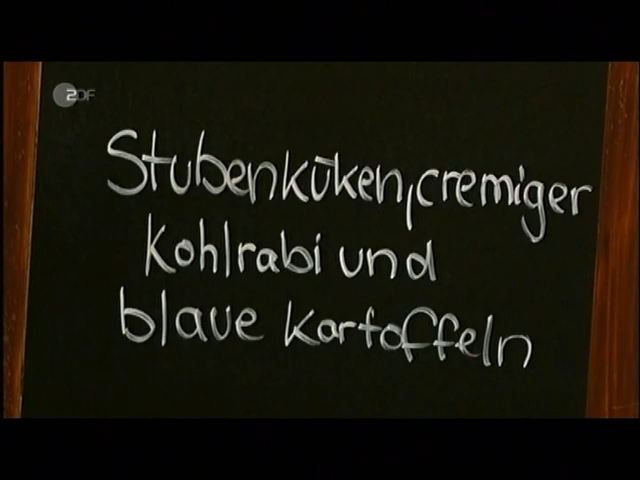 ZDF
Stubenküken, cremiger
Kohlrabi und
blaue Kartoffeln